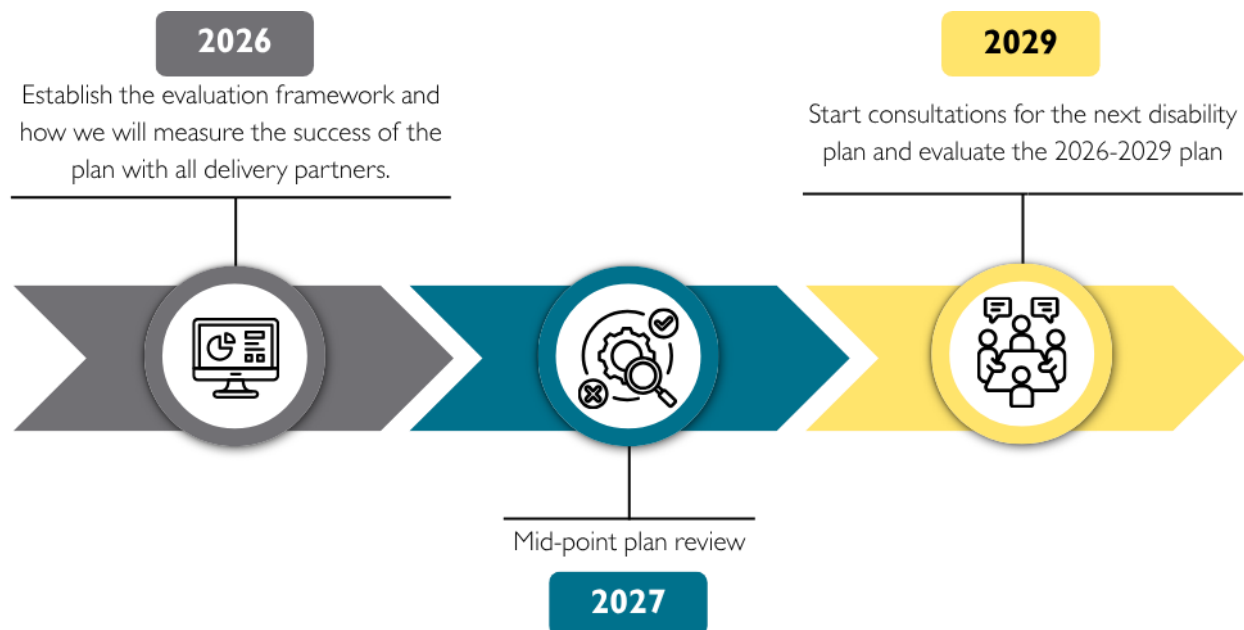 2026
Establish the evaluation framework and
how we will measure the success of the
plan with all delivery partners.
Mid-point plan review
2027
2029
Start consultations for the next disability
plan and evaluate the 2026-2029 plan